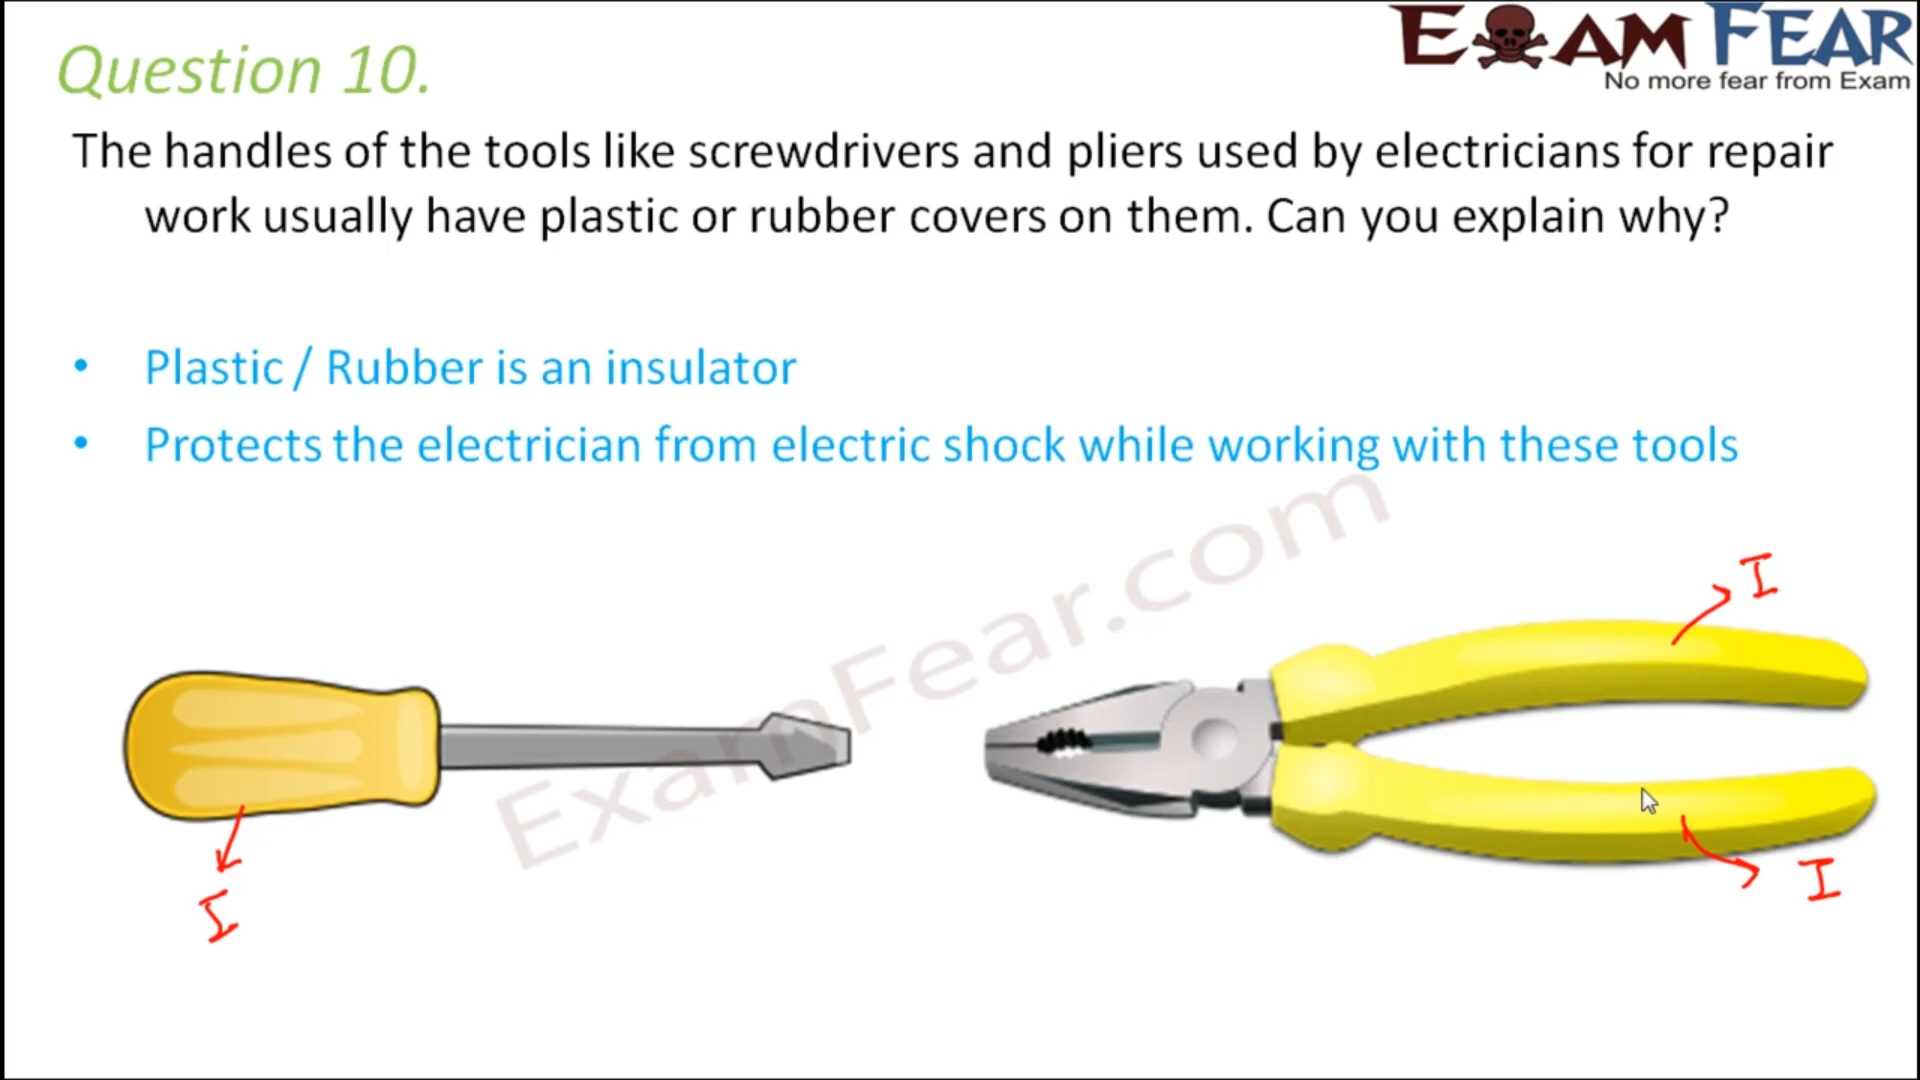 Question 10.
EXAM FEAR
No more fear from Exam
The handles of the tools like screwdrivers and pliers used by electricians for repair
work usually have plastic or rubber covers on them. Can you explain why?
• Plastic / Rubber is an insulator
• Protects the electrician from electric shock while working with these tools
ExamFear.com
I
I
I